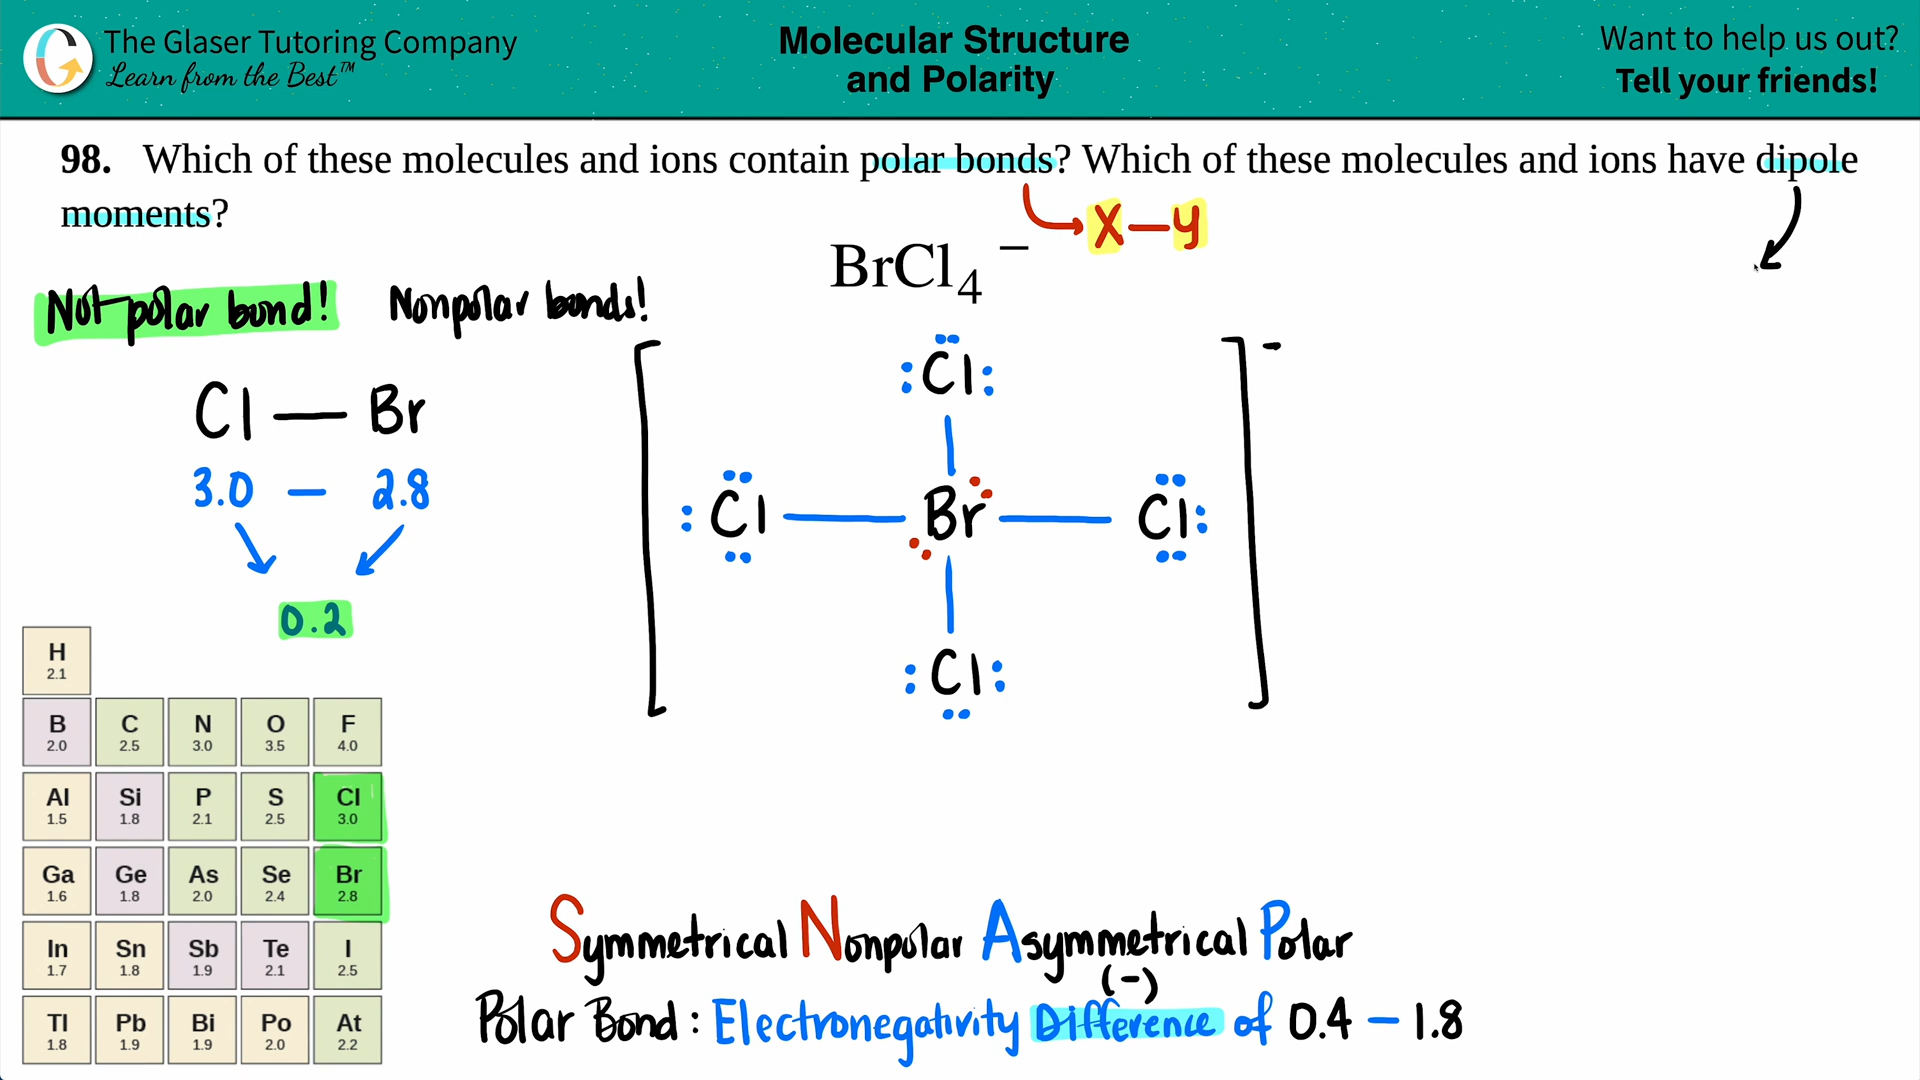 The Glaser Tutoring Company
Learn from the Best™
Molecular Structure
and Polarity
Want to help us out?
Tell your friends!
98. Which of these molecules and ions contain polar bonds? Which of these molecules and ions have dipole
moments?
X — Y
BrCl₄⁻
Not polar bond!
Nonpolar bonds!
Cl — Br
3.0 — 2.8
0.2
[ ] -
:Cl:
:Cl — Br — Cl:
:Cl:
H
2.1
B C N O F
2.0 2.5 3.0 3.5 4.0
Al Si P S Cl
1.5 1.8 2.1 2.5 3.0
Ga Ge As Se Br
1.6 1.8 2.0 2.4 2.8
In Sn Sb Te I
1.7 1.8 1.9 2.1 2.5
Tl Pb Bi Po At
1.8 1.9 1.9 2.0 2.2
Symmetrical Nonpolar Asymmetrical Polar
(-)
Polar Bond: Electronegativity Difference of 0.4 – 1.8